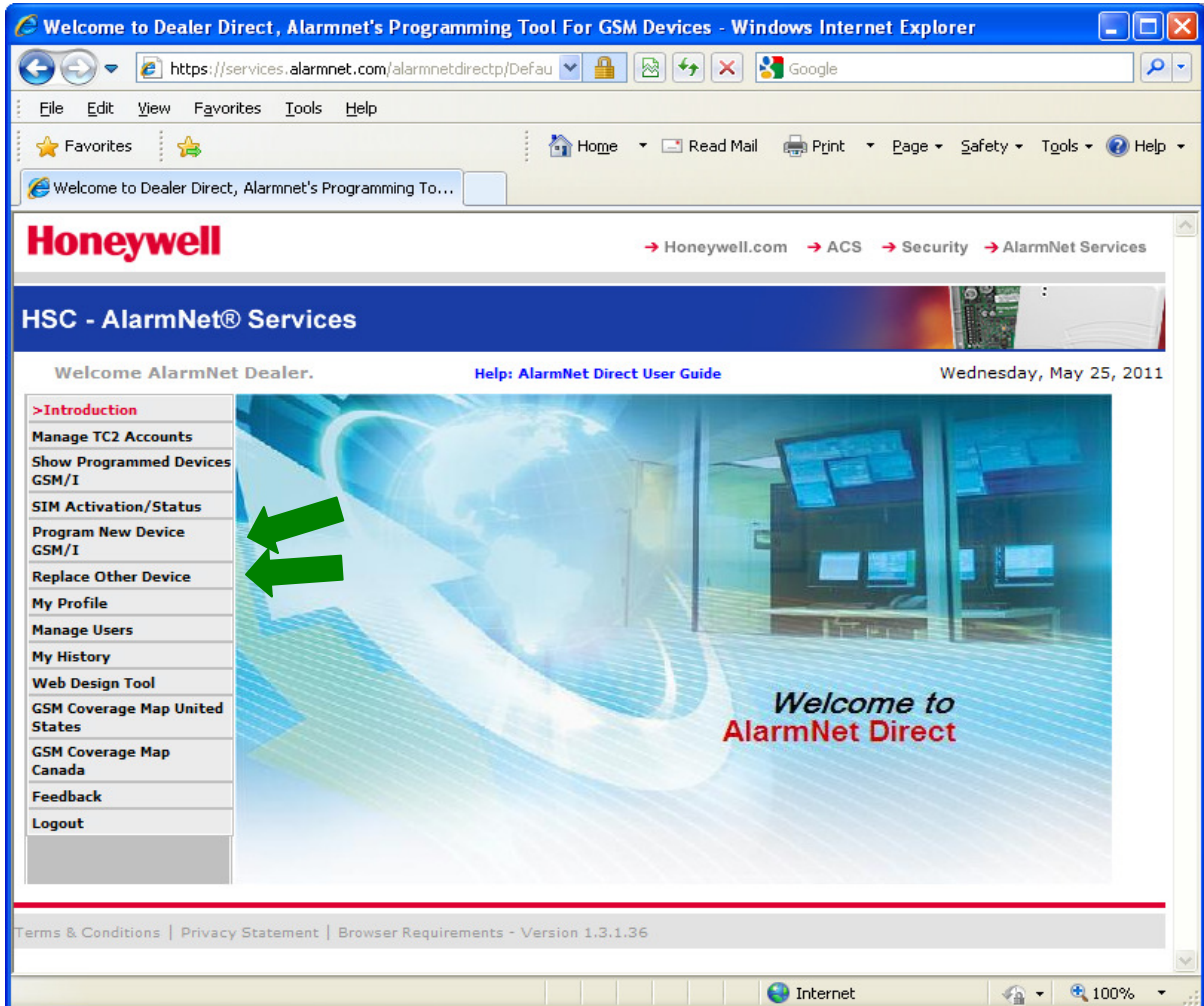 Welcome to Dealer Direct, Alarmnet's Programming Tool For GSM Devices - Windows Internet Explorer
https://services.alarmnet.com/alarmnetdirectp/Defau
Google
File Edit View Favorites Tools Help
Favorites
Home Read Mail Print Page Safety Tools Help
Welcome to Dealer Direct, Alarmnet's Programming To...
Honeywell
Honeywell.com ACS Security AlarmNet Services
HSC - AlarmNet® Services
Welcome AlarmNet Dealer.
Help: AlarmNet Direct User Guide
Wednesday, May 25, 2011
>Introduction
Manage TC2 Accounts
Show Programmed Devices
GSM/I
SIM Activation/Status
Program New Device
GSM/I
Replace Other Device
My Profile
Manage Users
My History
Web Design Tool
GSM Coverage Map United
States
GSM Coverage Map
Canada
Feedback
Logout
Welcome to
AlarmNet Direct
Terms & Conditions | Privacy Statement | Browser Requirements - Version 1.3.1.36
Internet
100%